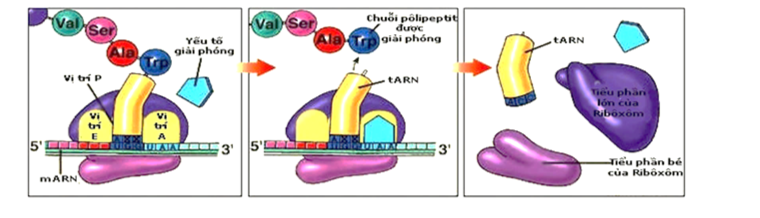 Val
Ser
Ala
Trp
Yếu tố
giải phóng
Vị trí P
Vị
trí
E
Vị
trí
A
U G G U A A
5'
3'
mARN
Val
Ser
Ala
Trp
Chuỗi pôlipeptit
được
giải phóng
tARN
5'
3'
tARN
Tiểu phân
lớn của
Ribôxôm
Tiểu phân bé
của Ribôxôm